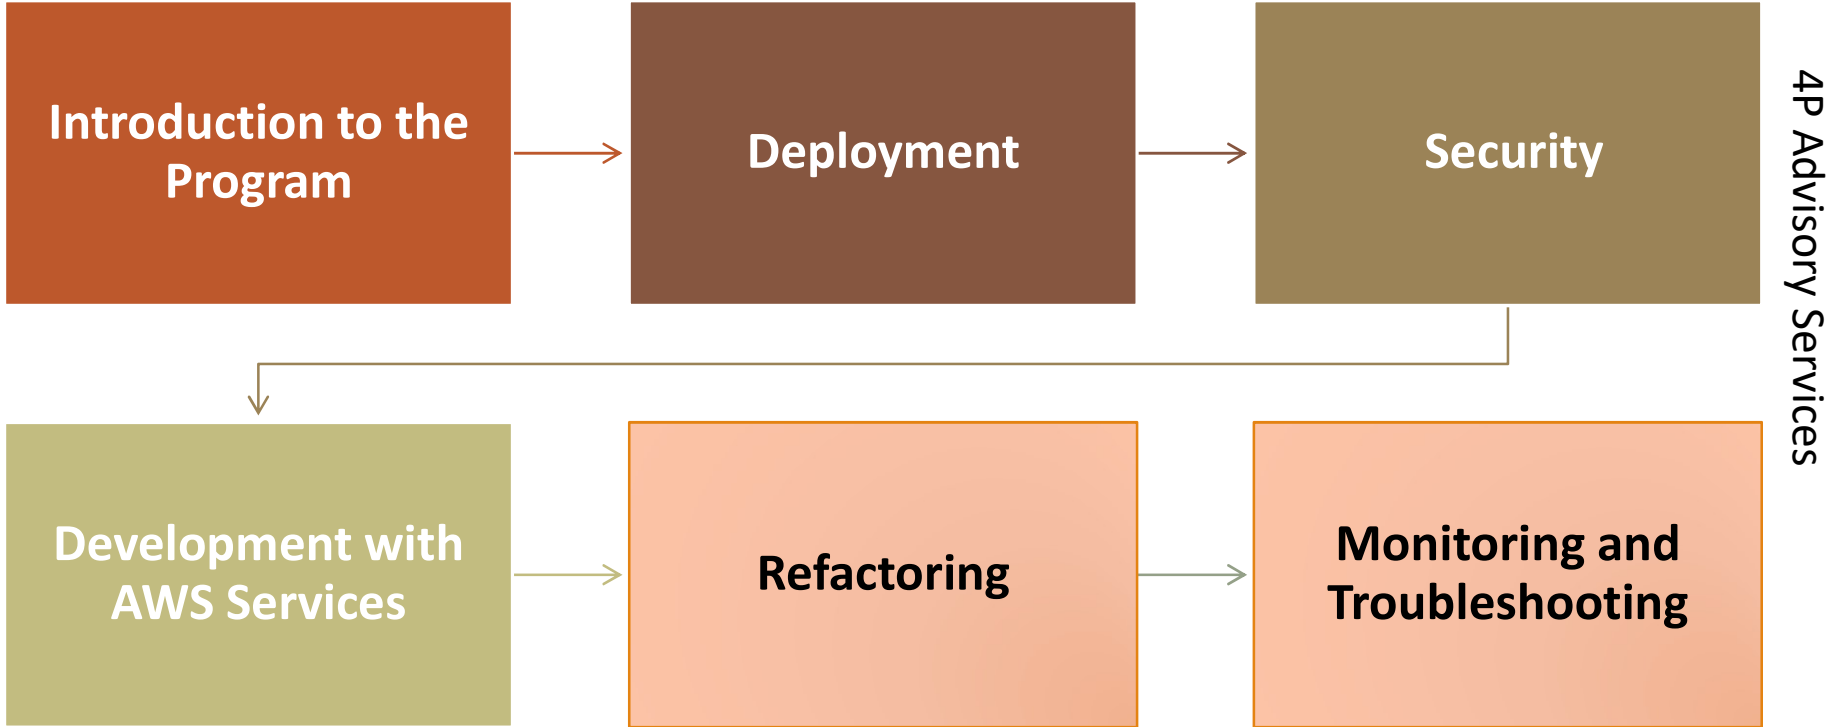 Introduction to the
Program
Deployment
Security
Development with
AWS Services
Refactoring
Monitoring and
Troubleshooting
4P Advisory Services